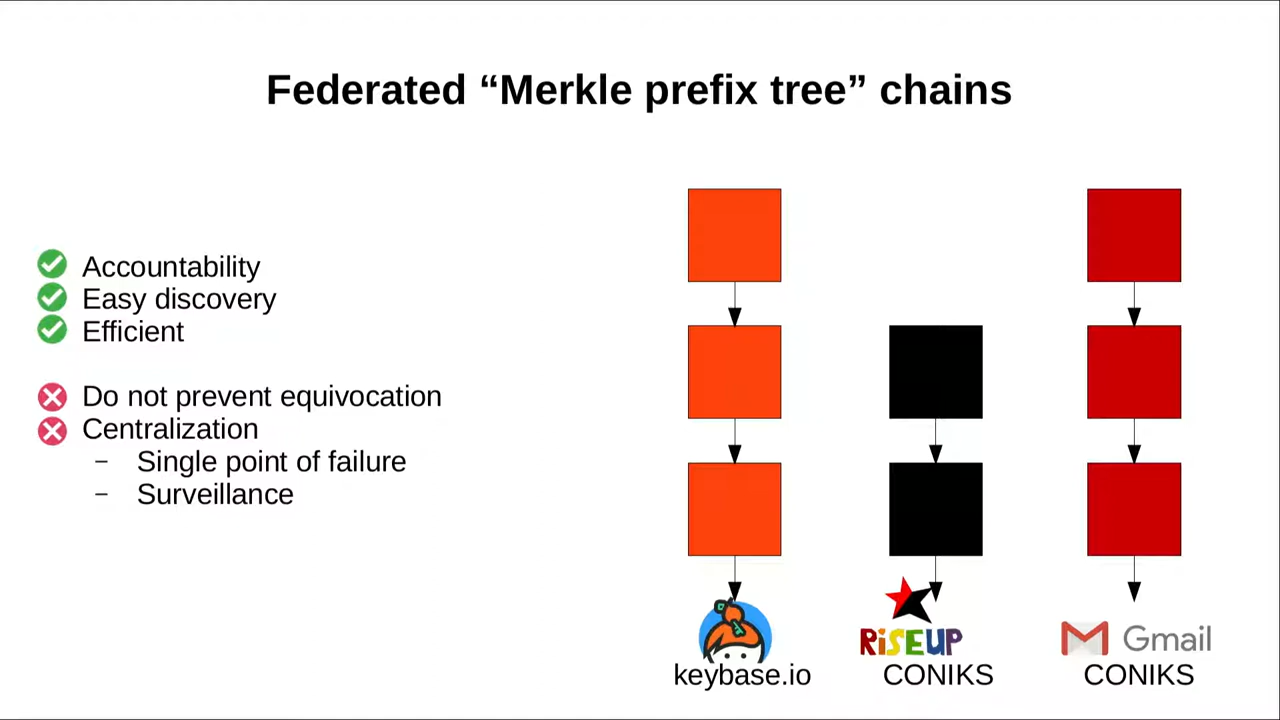 Federated “Merkle prefix tree” chains
Accountability
Easy discovery
Efficient
Do not prevent equivocation
Centralization
– Single point of failure
– Surveillance
keybase.io
RiSEUP
CONIKS
Gmail
CONIKS